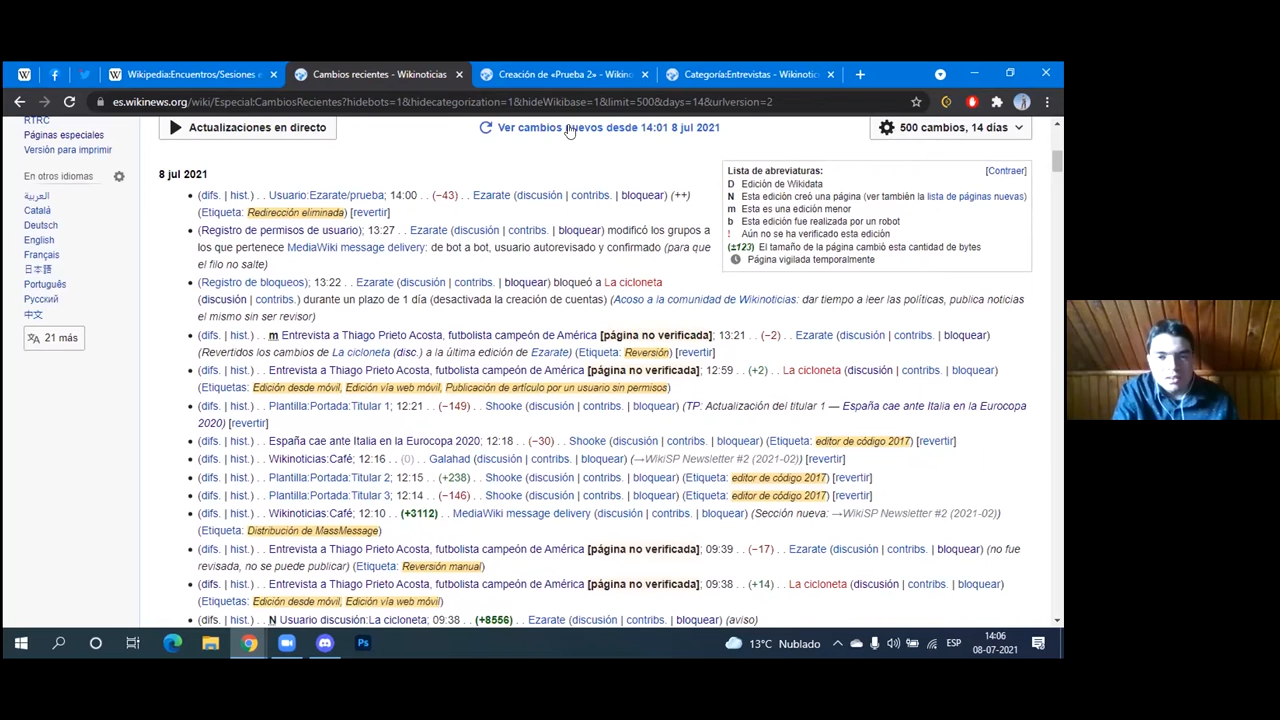 Wikipedia:Encuentros/Sesiones e
Cambios recientes - Wikinoticias
Creación de «Prueba 2» - Wikino
Categoría:Entrevistas - Wikinotic
es.wikinews.org/wiki/Especial:CambiosRecientes?hidebots=1&hidecategorization=1&hideWikibase=1&limit=500&days=14&urlversion=2
RTRC
Páginas especiales
Versión para imprimir
En otros idiomas
العربية
Català
Deutsch
English
Français
日本語
Português
Русский
中文
21 más
Actualizaciones en directo
Ver cambios nuevos desde 14:01 8 jul 2021
500 cambios, 14 días
8 jul 2021
Lista de abreviaturas: [Contraer]
D Edición de Wikidata
N Esta edición creó una página (ver también la lista de páginas nuevas)
m Esta es una edición menor
b Esta edición fue realizada por un robot
! Aún no se ha verificado esta edición
(±123) El tamaño de la página cambió esta cantidad de bytes
Página vigilada temporalmente
(difs. | hist.) . . Usuario:Ezarate/prueba; 14:00 . . (−43) . . Ezarate (discusión | contribs. | bloquear) (++)
(Etiqueta: Redirección eliminada) [revertir]
(Registro de permisos de usuario) . . 13:27 . . Ezarate (discusión | contribs. | bloquear) modificó los grupos a
los que pertenece MediaWiki message delivery: de bot a bot, usuario autorevisado y confirmado (para que
el filo no salte)
(Registro de bloqueos) . . 13:22 . . Ezarate (discusión | contribs. | bloquear) bloqueó a La cicloneta
(discusión | contribs.) durante un plazo de 1 día (desactivada la creación de cuentas) (Acoso a la comunidad de Wikinoticias: dar tiempo a leer las políticas, publica noticias
el mismo sin ser revisor)
(difs. | hist.) . . m Entrevista a Thiago Prieto Acosta, futbolista campeón de América [página no verificada]; 13:21 . . (−2) . . Ezarate (discusión | contribs. | bloquear)
(Revertidos los cambios de La cicloneta (disc.) a la última edición de Ezarate) (Etiqueta: Reversión) [revertir]
(difs. | hist.) . . Entrevista a Thiago Prieto Acosta, futbolista campeón de América [página no verificada]; 12:59 . . (+2) . . La cicloneta (discusión | contribs. | bloquear)
(Etiquetas: Edición desde móvil, Edición vía web móvil, Publicación de artículo por un usuario sin permisos)
(difs. | hist.) . . Plantilla:Portada:Titular 1; 12:21 . . (−149) . . Shooke (discusión | contribs. | bloquear) (TP: Actualización del titular 1 — España cae ante Italia en la Eurocopa
2020) [revertir]
(difs. | hist.) . . España cae ante Italia en la Eurocopa 2020; 12:18 . . (−30) . . Shooke (discusión | contribs. | bloquear) (Etiqueta: editor de código 2017) [revertir]
(difs. | hist.) . . Wikinoticias:Café; 12:16 . . (0) . . Galahad (discusión | contribs. | bloquear) (→WikiSP Newsletter #2 (2021-02)) [revertir]
(difs. | hist.) . . Plantilla:Portada:Titular 2; 12:15 . . (+238) . . Shooke (discusión | contribs. | bloquear) (Etiqueta: editor de código 2017) [revertir]
(difs. | hist.) . . Plantilla:Portada:Titular 3; 12:14 . . (−146) . . Shooke (discusión | contribs. | bloquear) (Etiqueta: editor de código 2017) [revertir]
(difs. | hist.) . . Wikinoticias:Café; 12:10 . . (+3112) . . MediaWiki message delivery (discusión | contribs. | bloquear) (Sección nueva: →WikiSP Newsletter #2 (2021-02))
(Etiqueta: Distribución de MassMessage)
(difs. | hist.) . . Entrevista a Thiago Prieto Acosta, futbolista campeón de América [página no verificada]; 09:39 . . (−17) . . Ezarate (discusión | contribs. | bloquear) (no fue
revisada, no se puede publicar) (Etiqueta: Reversión manual)
(difs. | hist.) . . Entrevista a Thiago Prieto Acosta, futbolista campeón de América [página no verificada]; 09:38 . . (+14) . . La cicloneta (discusión | contribs. | bloquear)
(Etiquetas: Edición desde móvil, Edición vía web móvil)
(difs. | hist.) . . N Usuario discusión:La cicloneta; 09:38 . . (+8556) . . Ezarate (discusión | contribs. | bloquear) (aviso)
Ps
13°C Nublado
ESP
14:06
08-07-2021